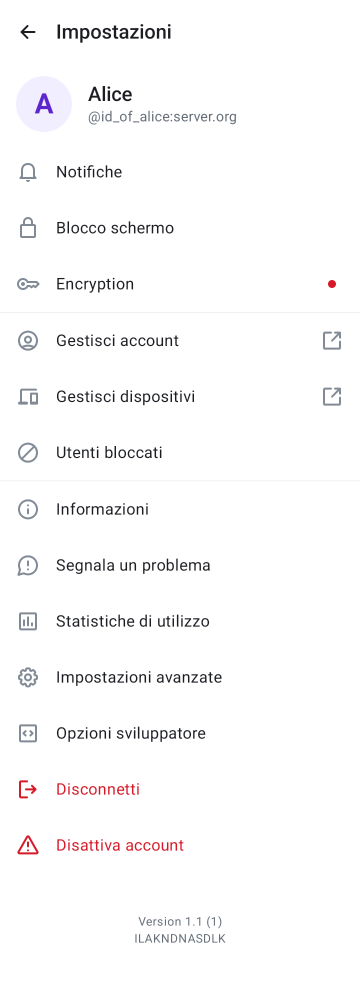 Impostazioni
A
Alice
@id_of_alice:server.org
Notifiche
Blocco schermo
Encryption
Gestisci account
Gestisci dispositivi
Utenti bloccati
Informazioni
Segnala un problema
Statistiche di utilizzo
Impostazioni avanzate
Opzioni sviluppatore
Disconnetti
Disattiva account
Version 1.1 (1)
ILAKNDNASDLK